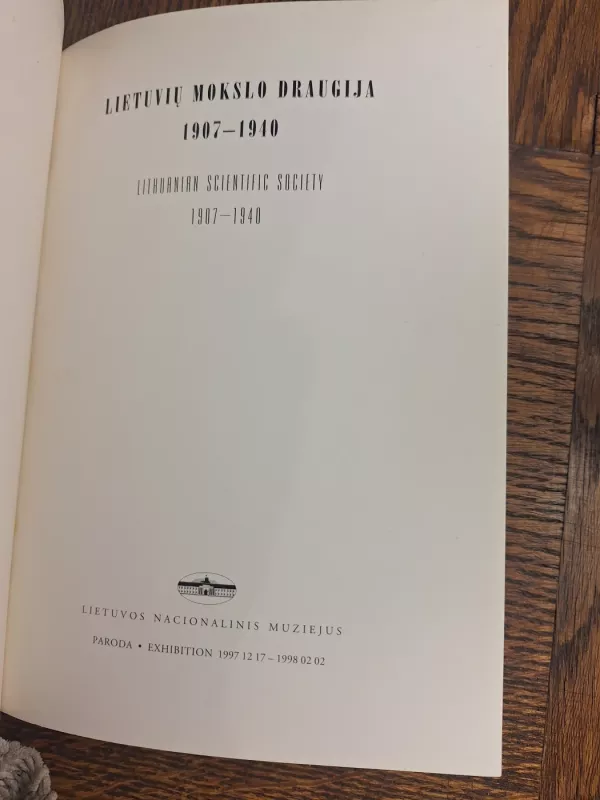 LIETUVIŲ MOKSLO DRAUGIJA
1907–1940
LITHUANIAN SCIENTIFIC SOCIETY
1907–1940
LIETUVOS NACIONALINIS MUZIEJUS
PARODA • EXHIBITION 1997 12 17 – 1998 02 02